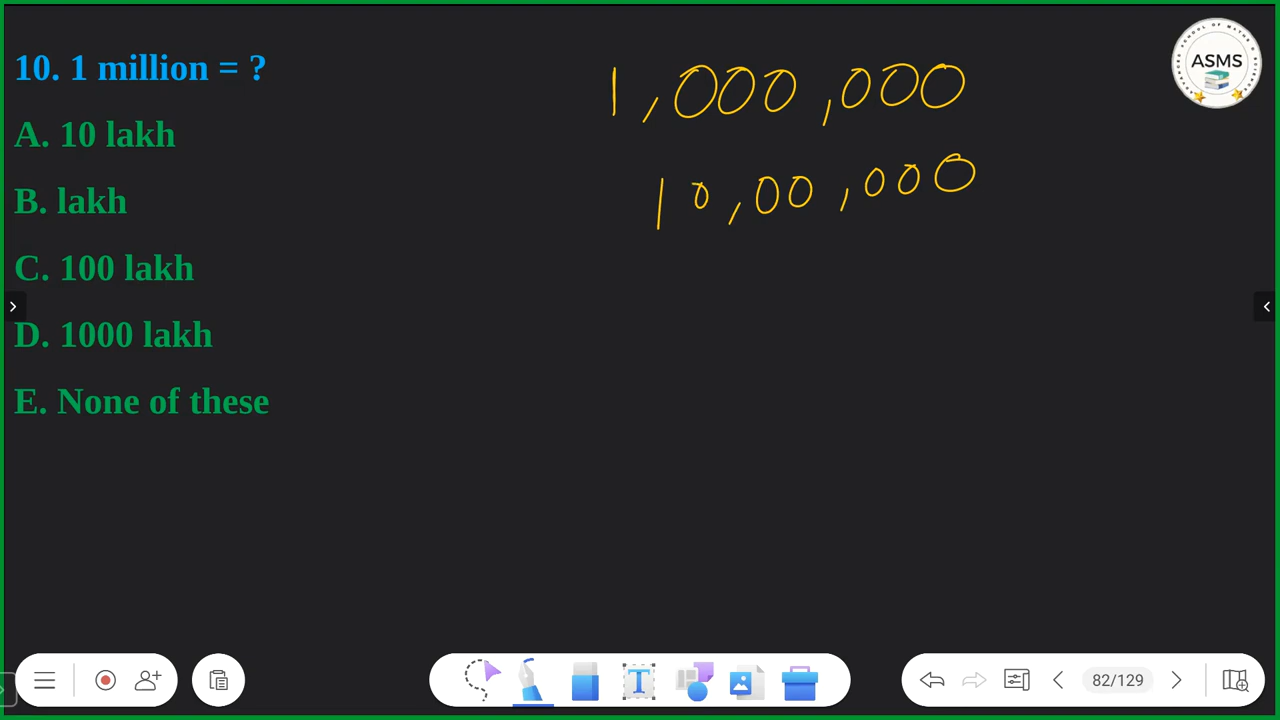 10. 1 million = ?
A. 10 lakh
B. lakh
C. 100 lakh
D. 1000 lakh
E. None of these
1,000,000
10,00,000
ASMS
82/129